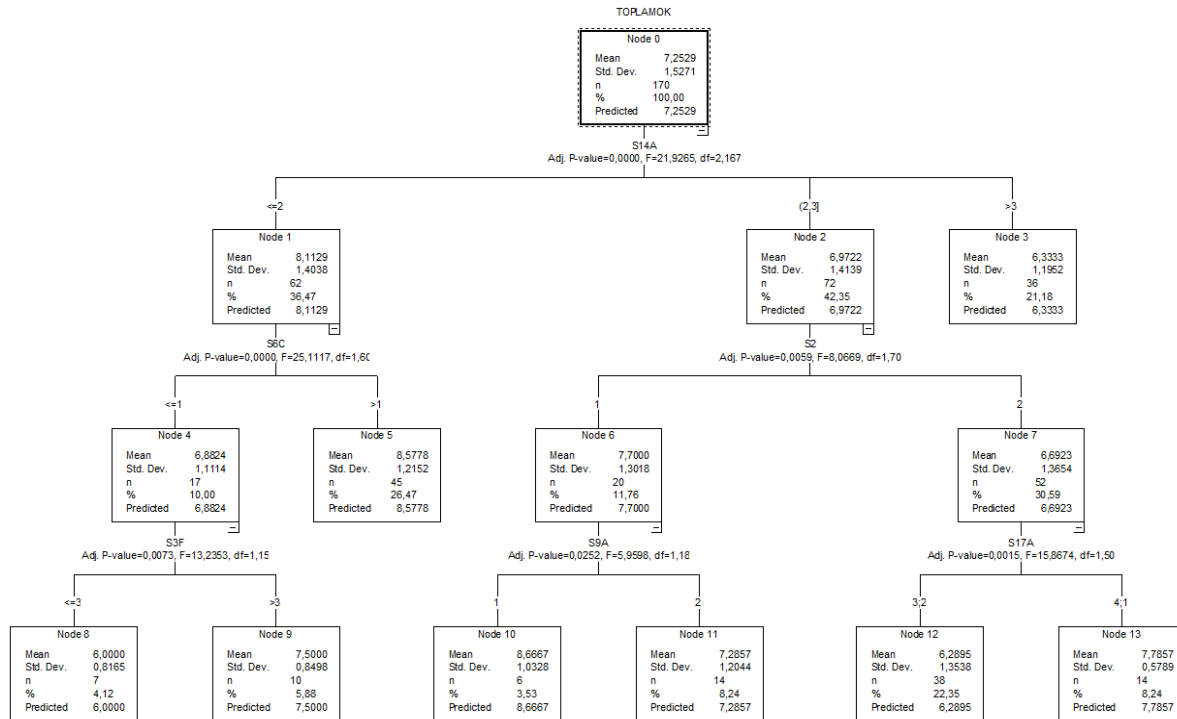 TOPLAMOK
Node 0
Mean 7,2529
Std. Dev. 1,5271
n 170
% 100,00
Predicted 7,2529
S14A
Adj. P-value=0,0000, F=21,9265, df=2,167
<=2
(2,3]
>3
Node 1
Mean 8,1129
Std. Dev. 1,4038
n 62
% 36,47
Predicted 8,1129
Node 2
Mean 6,9722
Std. Dev. 1,4139
n 72
% 42,35
Predicted 6,9722
Node 3
Mean 6,3333
Std. Dev. 1,1952
n 36
% 21,18
Predicted 6,3333
S6C
Adj. P-value=0,0000, F=25,1117, df=1,60
S2
Adj. P-value=0,0059, F=8,0669, df=1,70
<=1
>1
1
2
Node 4
Mean 6,8824
Std. Dev. 1,1114
n 17
% 10,00
Predicted 6,8824
Node 5
Mean 8,5778
Std. Dev. 1,2152
n 45
% 26,47
Predicted 8,5778
Node 6
Mean 7,7000
Std. Dev. 1,3018
n 20
% 11,76
Predicted 7,7000
Node 7
Mean 6,6923
Std. Dev. 1,3654
n 52
% 30,59
Predicted 6,6923
S3F
Adj. P-value=0,0073, F=13,2353, df=1,15
S9A
Adj. P-value=0,0252, F=5,9598, df=1,18
S17A
Adj. P-value=0,0015, F=15,8674, df=1,50
<=3
>3
1
2
3;2
4;1
Node 8
Mean 6,0000
Std. Dev. 0,8165
n 7
% 4,12
Predicted 6,0000
Node 9
Mean 7,5000
Std. Dev. 0,8498
n 10
% 5,88
Predicted 7,5000
Node 10
Mean 8,6667
Std. Dev. 1,0328
n 6
% 3,53
Predicted 8,6667
Node 11
Mean 7,2857
Std. Dev. 1,2044
n 14
% 8,24
Predicted 7,2857
Node 12
Mean 6,2895
Std. Dev. 1,3538
n 38
% 22,35
Predicted 6,2895
Node 13
Mean 7,7857
Std. Dev. 0,5789
n 14
% 8,24
Predicted 7,7857